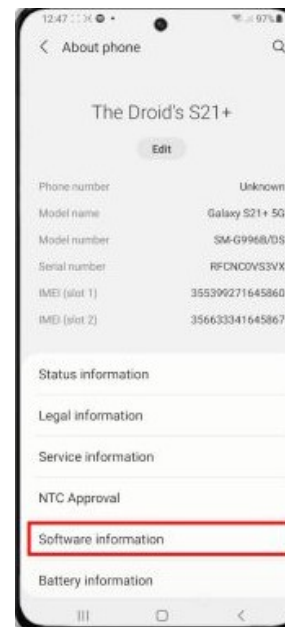 12:47
97%
About phone
The Droid's S21+
Edit
Phone number Unknown
Model name Galaxy S21+ 5G
Model number SM-G996B/DS
Serial number RFCNC0VS3VX
IMEI (slot 1) 355399271645860
IMEI (slot 2) 356633341645867
Status information
Legal information
Service information
NTC Approval
Software information
Battery information